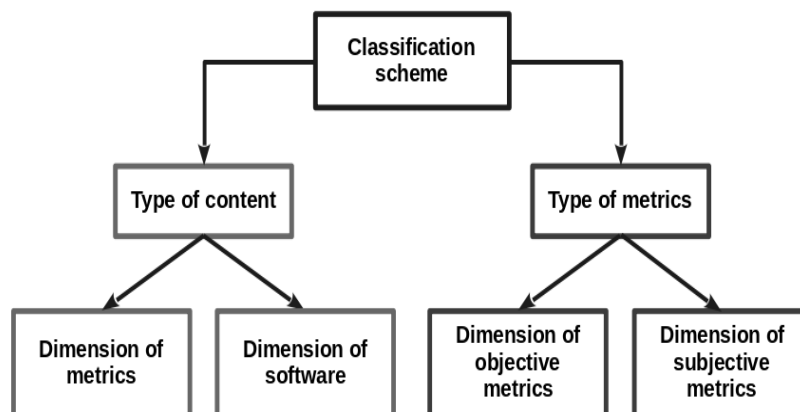 Classification
scheme
Type of content
Type of metrics
Dimension of
metrics
Dimension of
software
Dimension of
objective
metrics
Dimension of
subjective
metrics